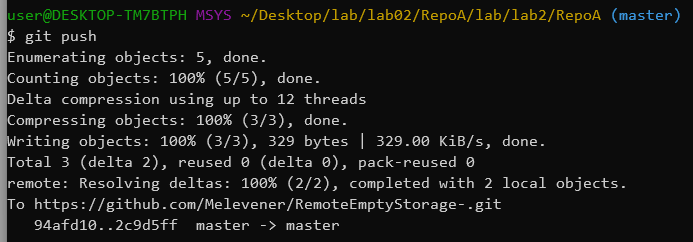 user@DESKTOP-TM7BTPH MSYS ~/Desktop/lab/lab02/RepoA/lab/lab2/RepoA (master)
$ git push
Enumerating objects: 5, done.
Counting objects: 100% (5/5), done.
Delta compression using up to 12 threads
Compressing objects: 100% (3/3), done.
Writing objects: 100% (3/3), 329 bytes | 329.00 KiB/s, done.
Total 3 (delta 2), reused 0 (delta 0), pack-reused 0
remote: Resolving deltas: 100% (2/2), completed with 2 local objects.
To https://github.com/Melevener/RemoteEmptyStorage-.git
   94afd10..2c9d5ff  master -> master